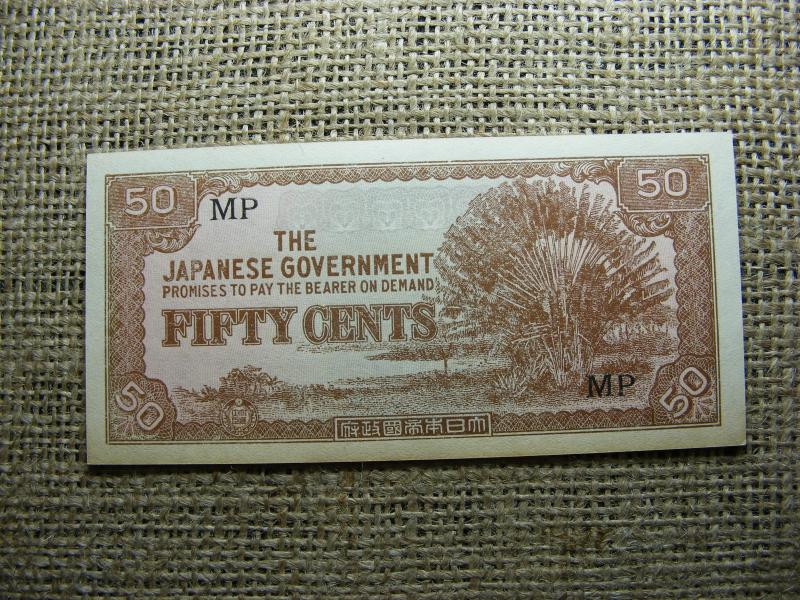 50
50
MP
THE
JAPANESE GOVERNMENT
PROMISES TO PAY THE BEARER ON DEMAND
FIFTY CENTS
MP
50
50
府政國帝本日大